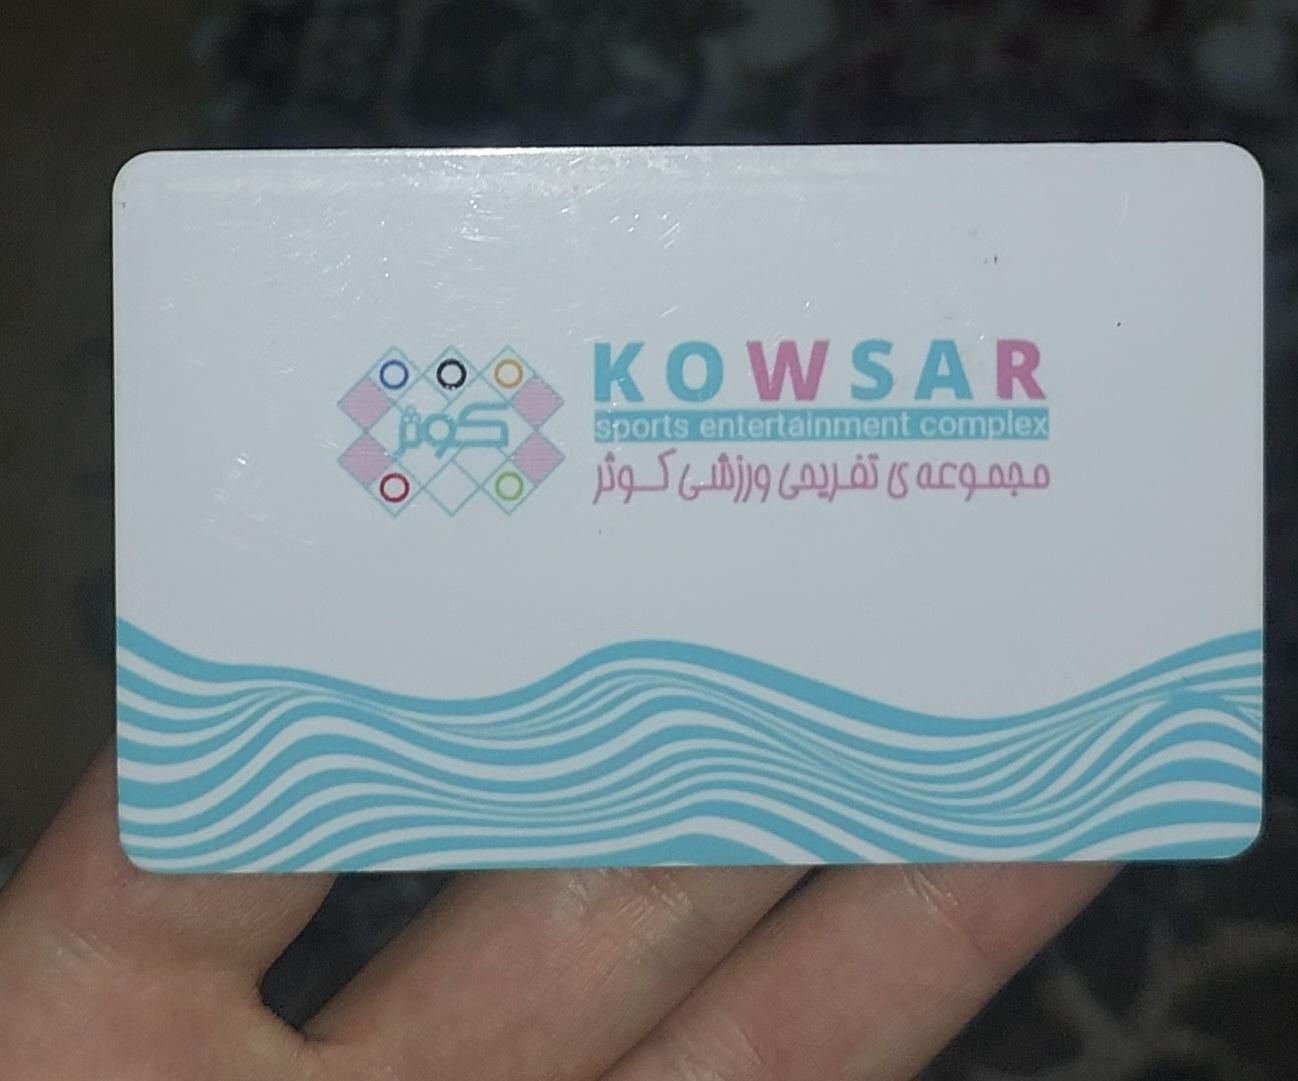 کوثر
KOWSAR
sports entertainment complex
مجموعه ی تفریحی ورزشی کوثر